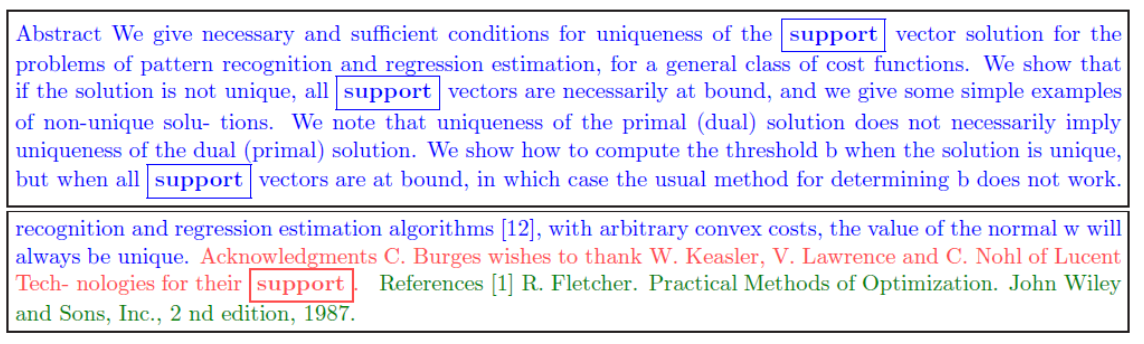 Abstract We give necessary and sufficient conditions for uniqueness of the support vector solution for the
problems of pattern recognition and regression estimation, for a general class of cost functions. We show that
if the solution is not unique, all support vectors are necessarily at bound, and we give some simple examples
of non-unique solu- tions. We note that uniqueness of the primal (dual) solution does not necessarily imply
uniqueness of the dual (primal) solution. We show how to compute the threshold b when the solution is unique,
but when all support vectors are at bound, in which case the usual method for determining b does not work.
recognition and regression estimation algorithms [12], with arbitrary convex costs, the value of the normal w will
always be unique. Acknowledgments C. Burges wishes to thank W. Keasler, V. Lawrence and C. Nohl of Lucent
Tech- nologies for their support. References [1] R. Fletcher. Practical Methods of Optimization. John Wiley
and Sons, Inc., 2 nd edition, 1987.